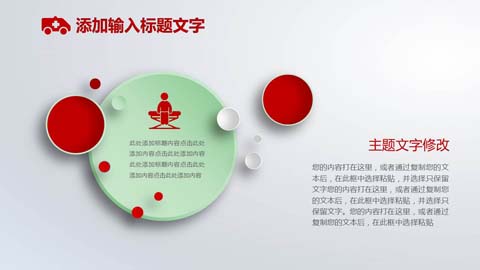 添加输入标题文字
此处添加标题内容点击此处
添加内容点击此处添加内容
此处添加标题内容点击此处
添加内容点击此处添加内容
主题文字修改
您的内容打在这里，或者通过复制您的文
本后，在此框中选择粘贴，并选择只保留
文字您的内容打在这里，或者通过复制您
的文本后，在此框中选择粘贴，并选择只
保留文字。您的内容打在这里，或者通过
复制您的文本后，在此框中选择粘贴